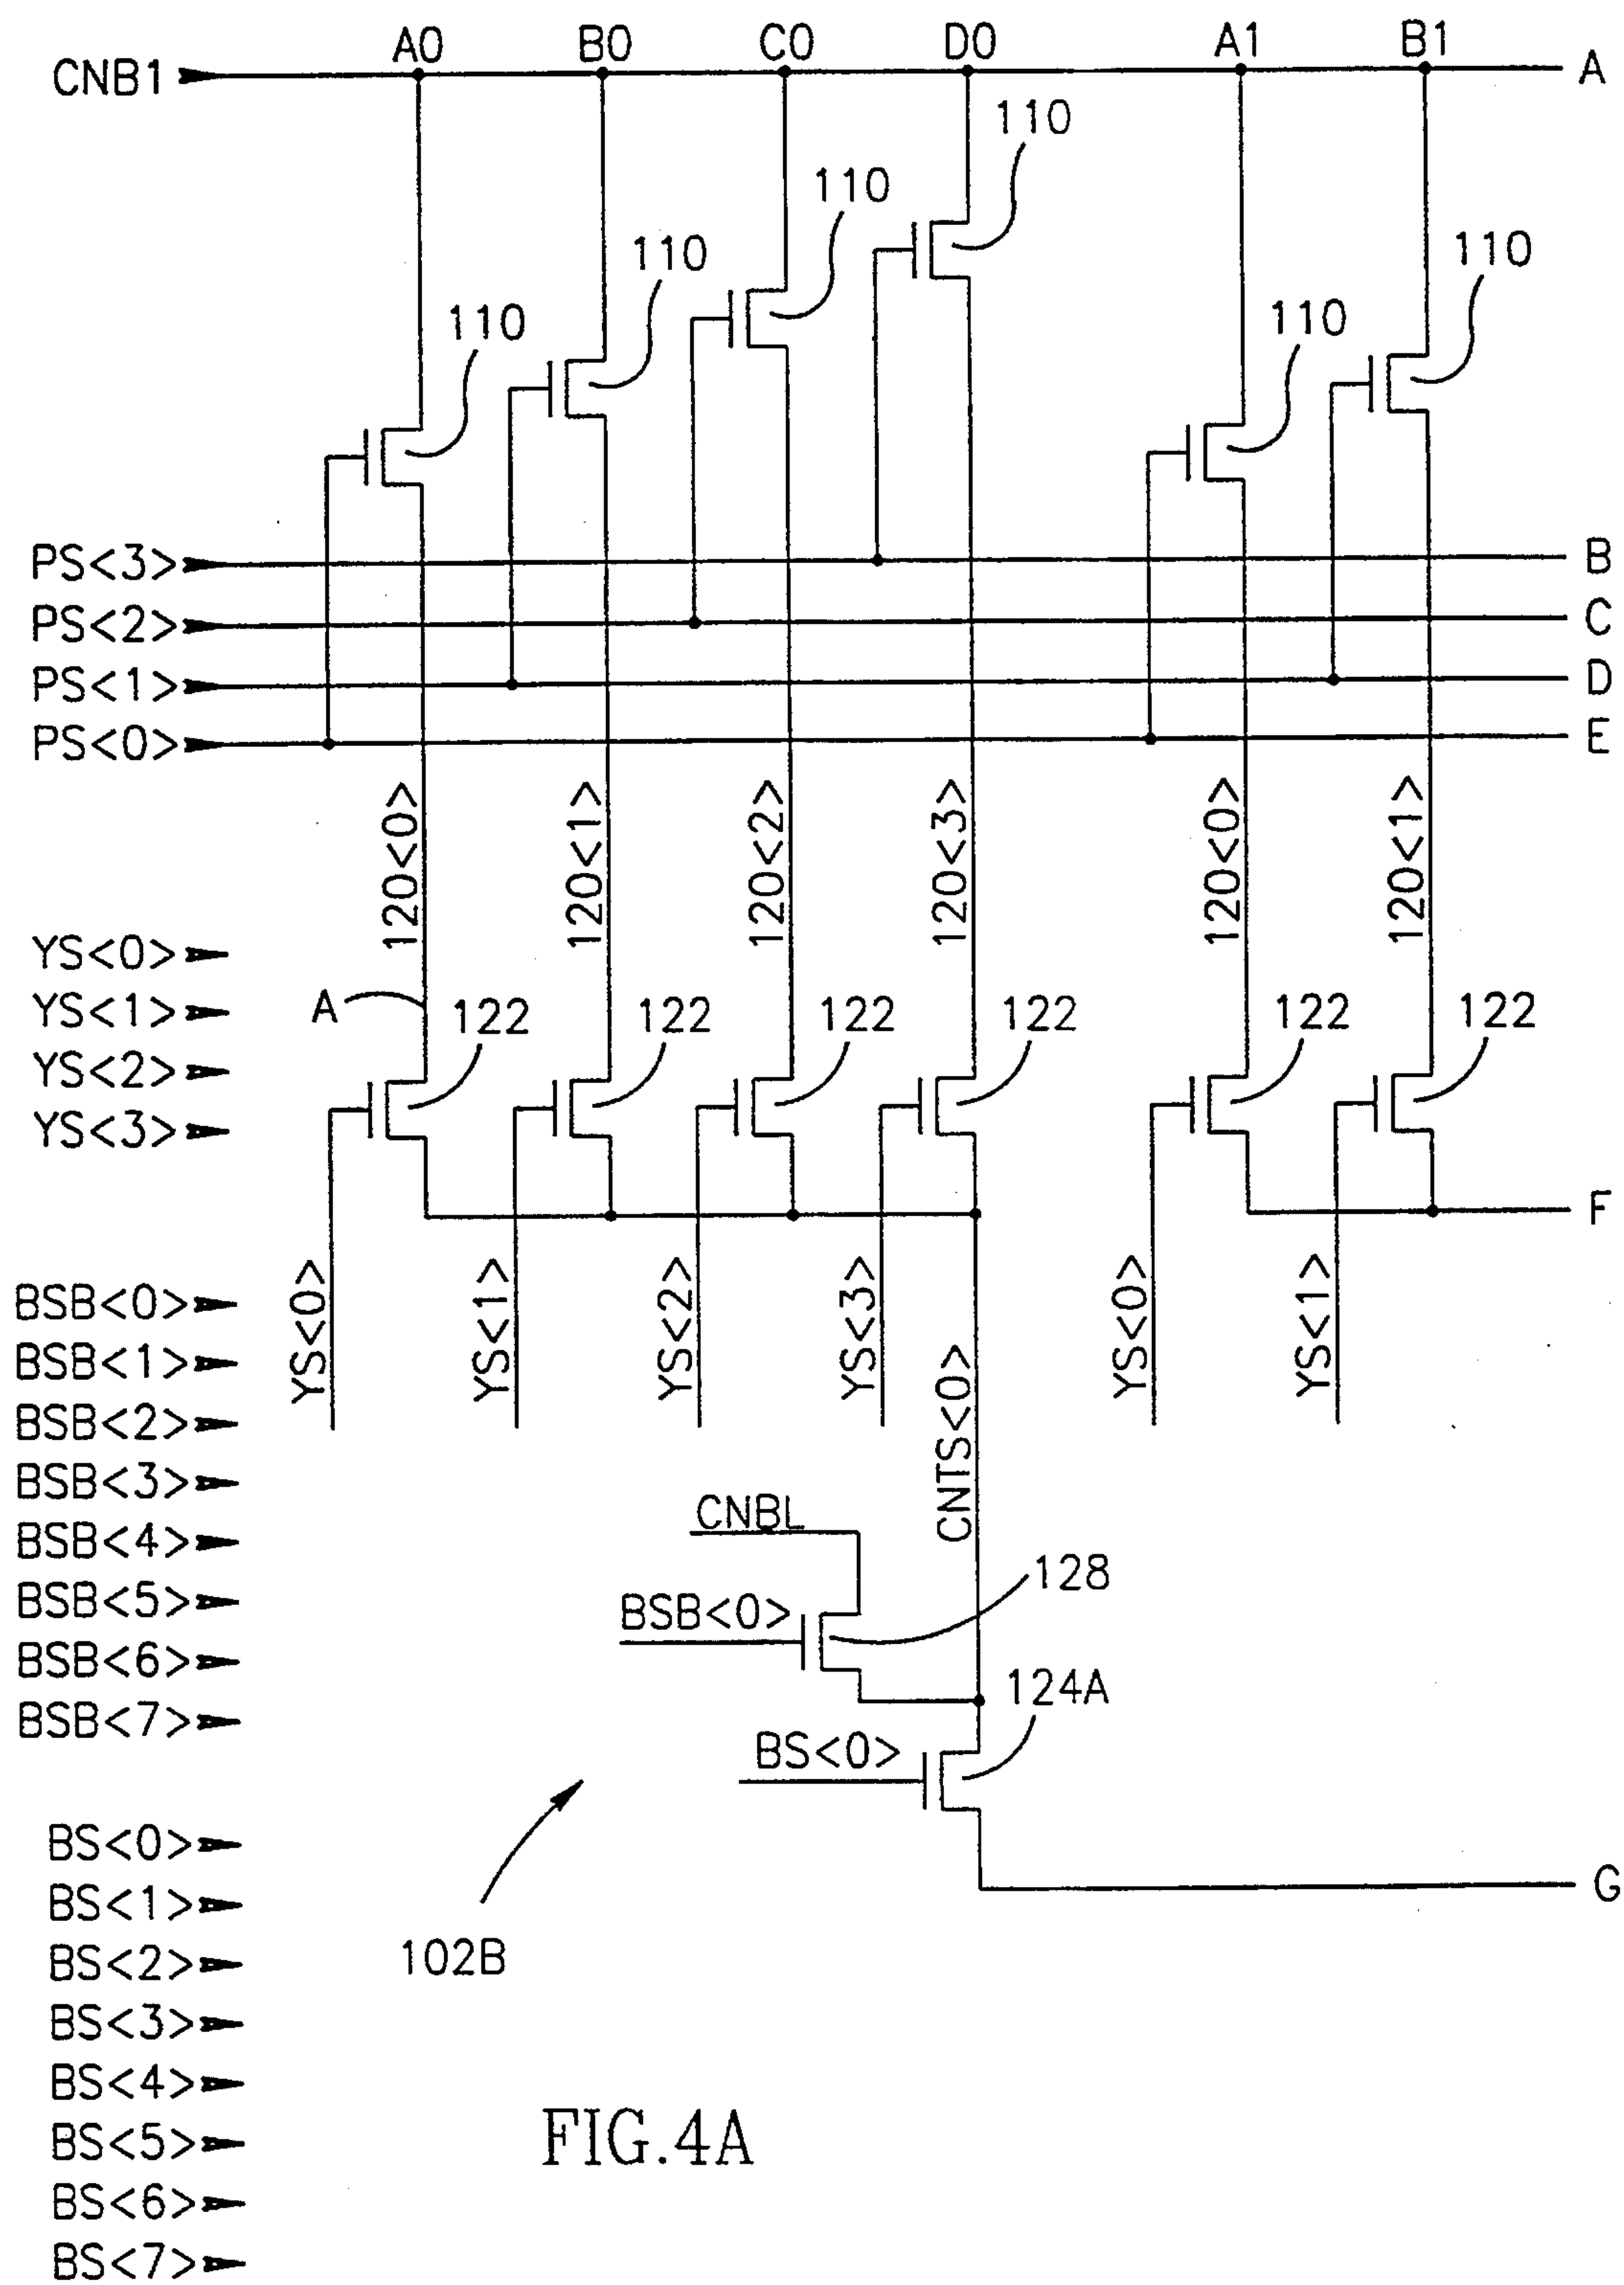 A0 B0 C0 D0 A1 B1
CNB1 A
110
110
110 110
110 110
PS<3> B
PS<2> C
PS<1> D
PS<0> E
120<0> 120<1> 120<2> 120<3> 120<0> 120<1>
YS<0>
YS<1>
YS<2>
YS<3>
A
122 122 122 122 122 122
F
YS<0> YS<1> YS<2> YS<3> YS<0> YS<1>
BSB<0>
BSB<1>
BSB<2>
BSB<3>
BSB<4>
BSB<5>
BSB<6>
BSB<7>
CNTS<0>
CNBL
BSB<0> 128
124A
BS<0>
G
102B
BS<0>
BS<1>
BS<2>
BS<3>
BS<4>
BS<5>
BS<6>
BS<7>
FIG.4A